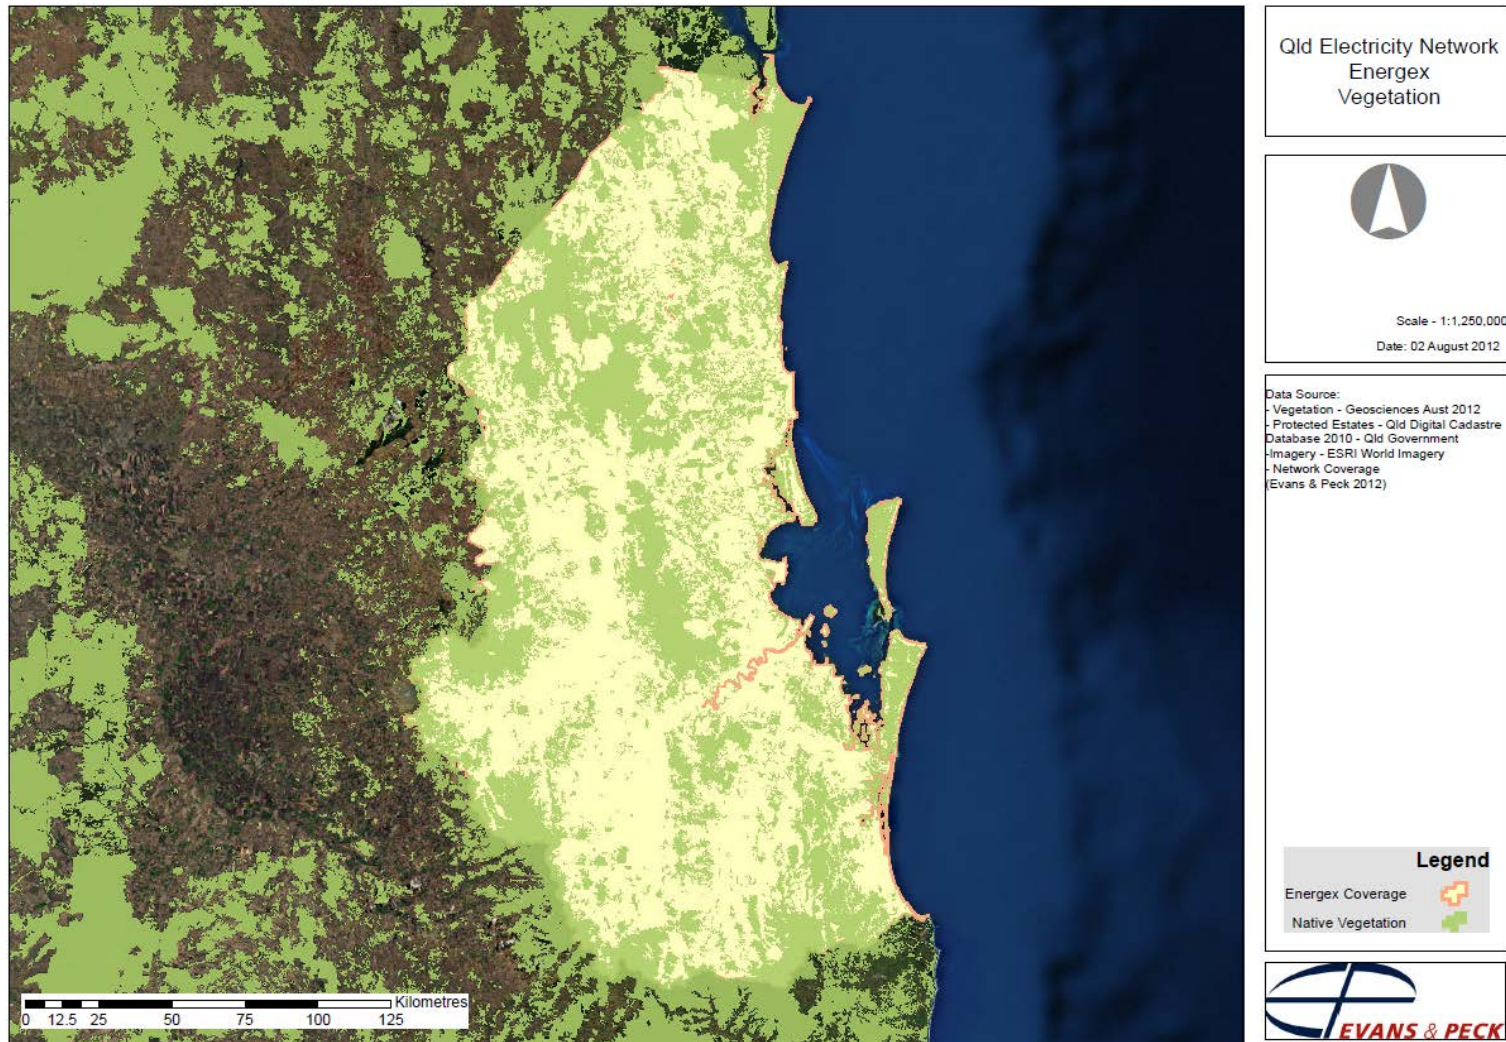 Qld Electricity Network
Energex
Vegetation
Scale - 1:1,250,000
Date: 02 August 2012
Data Source:
- Vegetation - Geosciences Aust 2012
- Protected Estates - Qld Digital Cadastre
Database 2010 - Qld Government
-Imagery - ESRI World Imagery
- Network Coverage
(Evans & Peck 2012)
Legend
Energex Coverage
Native Vegetation
Kilometres
0 12.5 25 50 75 100 125
EVANS & PECK